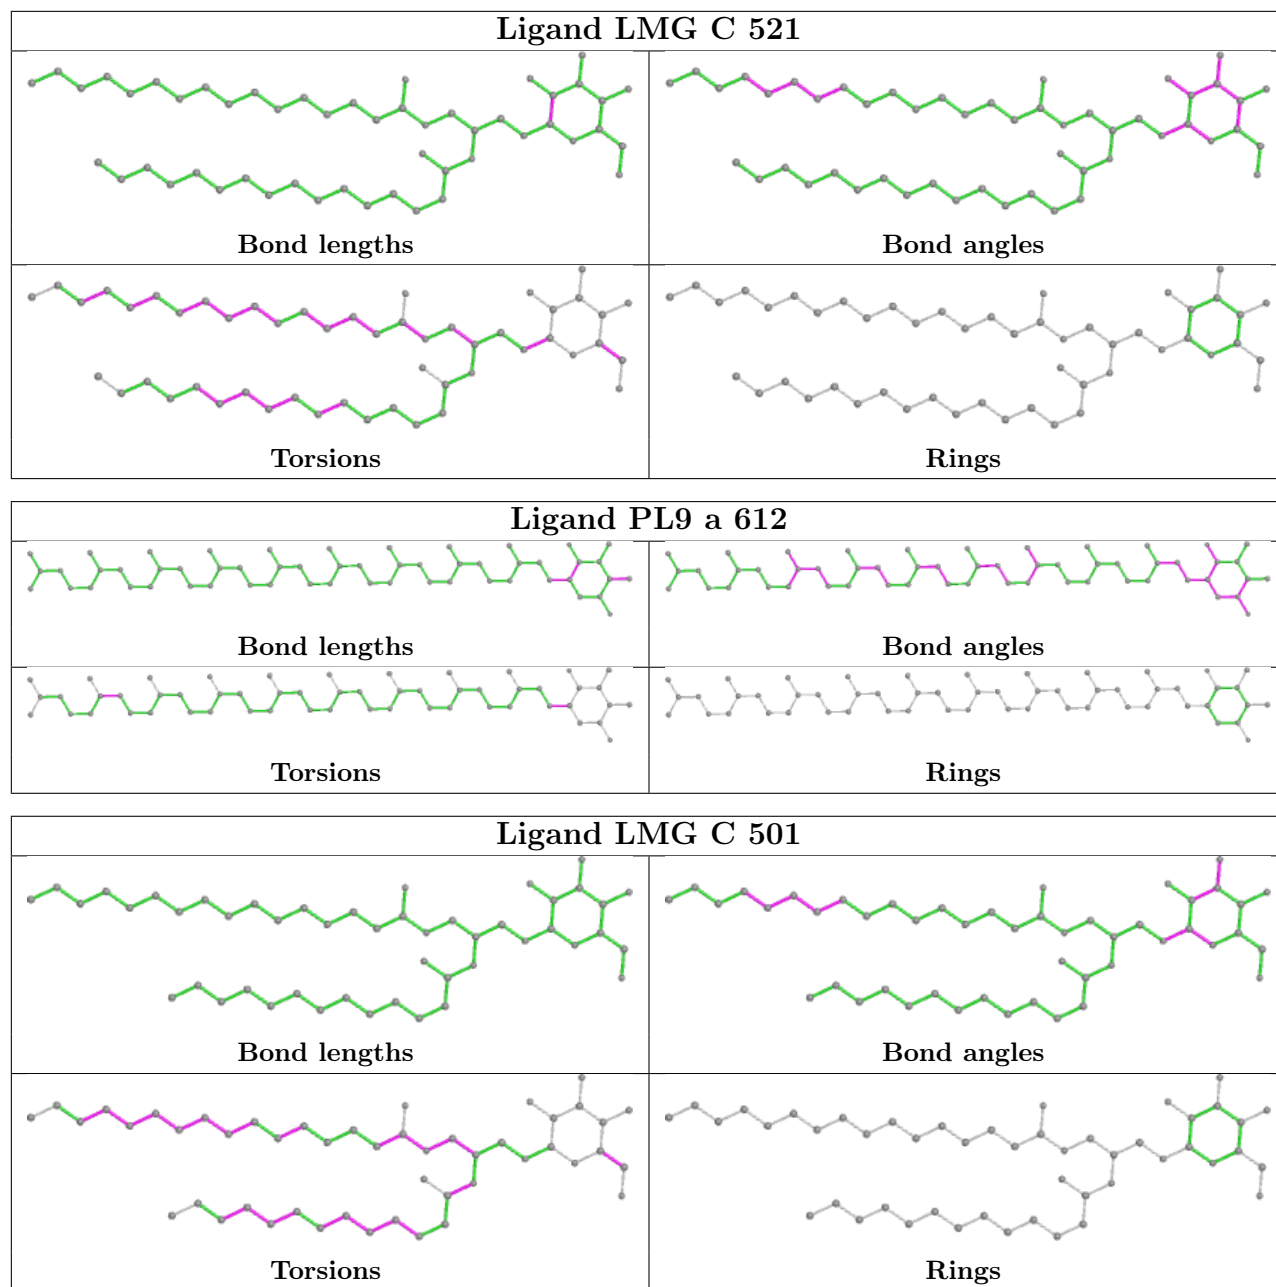 Ligand LMG C 521
Bond lengths
Bond angles
Torsions
Rings
Ligand PL9 a 612
Bond lengths
Bond angles
Torsions
Rings
Ligand LMG C 501
Bond lengths
Bond angles
Torsions
Rings